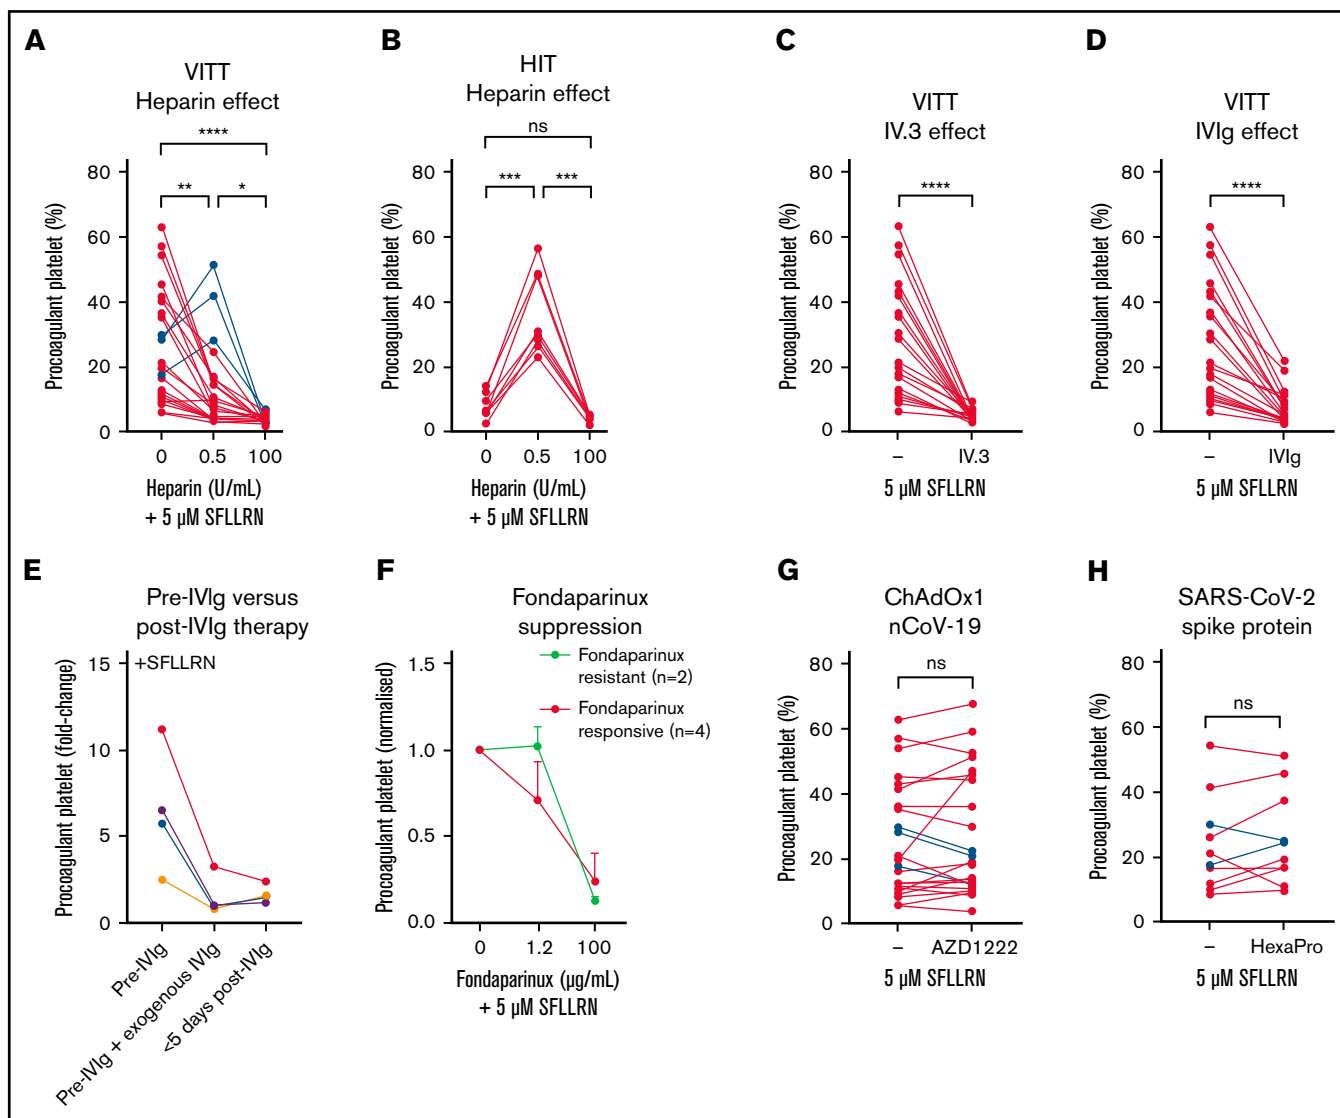 A
VITT
Heparin effect
****
**
*
Procoagulant platelet (%)
80
60
40
20
0
0 0.5 100
Heparin (U/mL)
+ 5 µM SFLLRN
B
HIT
Heparin effect
ns
***
***
Procoagulant platelet (%)
80
60
40
20
0
0 0.5 100
Heparin (U/mL)
+ 5 µM SFLLRN
C
VITT
IV.3 effect
****
Procoagulant platelet (%)
80
60
40
20
0
– IV.3
5 µM SFLLRN
D
VITT
IVIg effect
****
Procoagulant platelet (%)
80
60
40
20
0
– IVIg
5 µM SFLLRN
E
Pre-IVIg versus
post-IVIg therapy
+SFLLRN
Procoagulant platelet (fold-change)
15
10
5
0
Pre-IVIg
Pre-IVIg + exogenous IVIg
<5 days post-IVIg
F
Fondaparinux
suppression
Fondaparinux
resistant (n=2)
Fondaparinux
responsive (n=4)
Procoagulant platelet (normalised)
1.5
1.0
0.5
0.0
0 1.2 100
Fondaparinux (µg/mL)
+ 5 µM SFLLRN
G
ChAdOx1
nCoV-19
ns
Procoagulant platelet (%)
80
60
40
20
0
– AZD1222
5 µM SFLLRN
H
SARS-CoV-2
spike protein
ns
Procoagulant platelet (%)
80
60
40
20
0
– HexaPro
5 µM SFLLRN